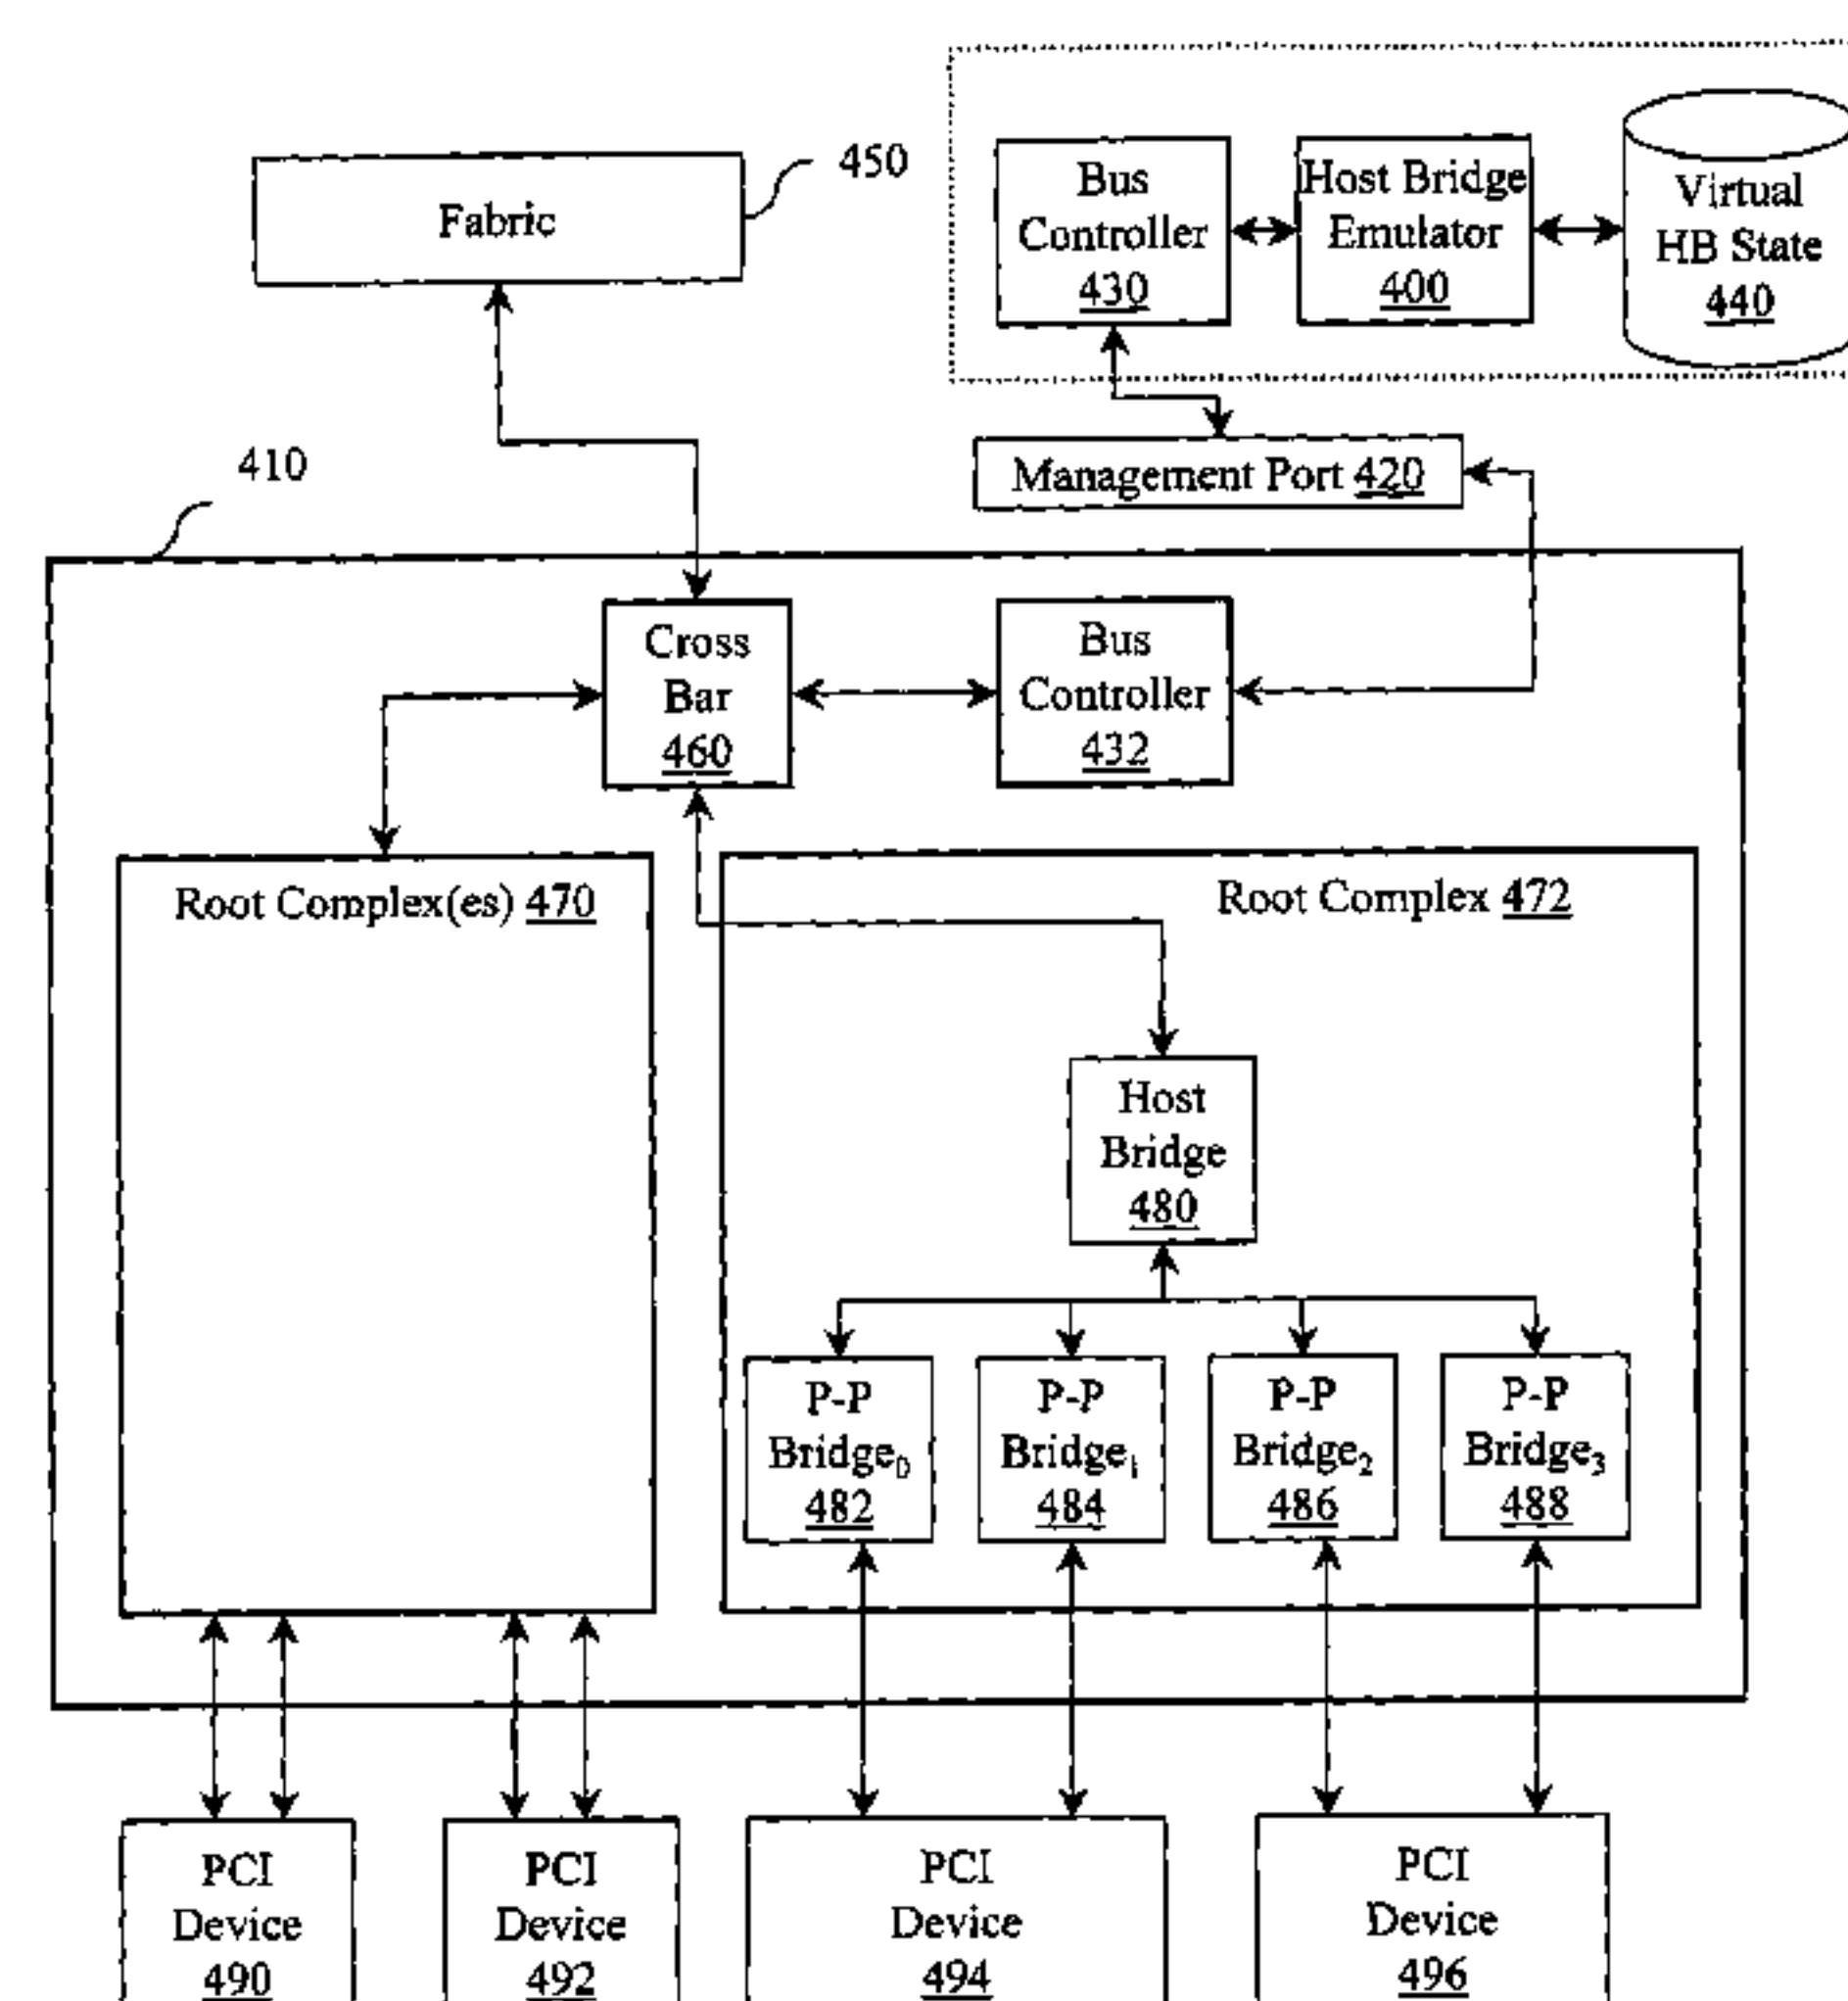 450
Fabric
Bus
Controller
430
Host Bridge
Emulator
400
Virtual
HB State
440
410
Management Port 420
Cross
Bar
460
Bus
Controller
432
Root Complex(es) 470
Root Complex 472
Host
Bridge
480
P-P
Bridge₀
482
P-P
Bridge₁
484
P-P
Bridge₂
486
P-P
Bridge₃
488
PCI
Device
490
PCI
Device
492
PCI
Device
494
PCI
Device
496